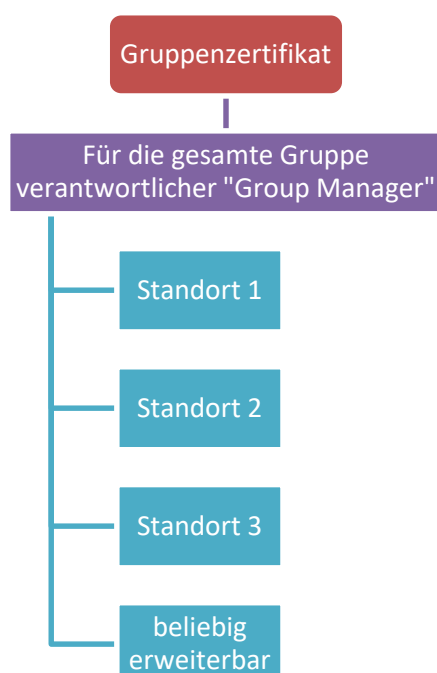 Gruppenzertifikat
Für die gesamte Gruppe
verantwortlicher "Group Manager"
Standort 1
Standort 2
Standort 3
beliebig
erweiterbar